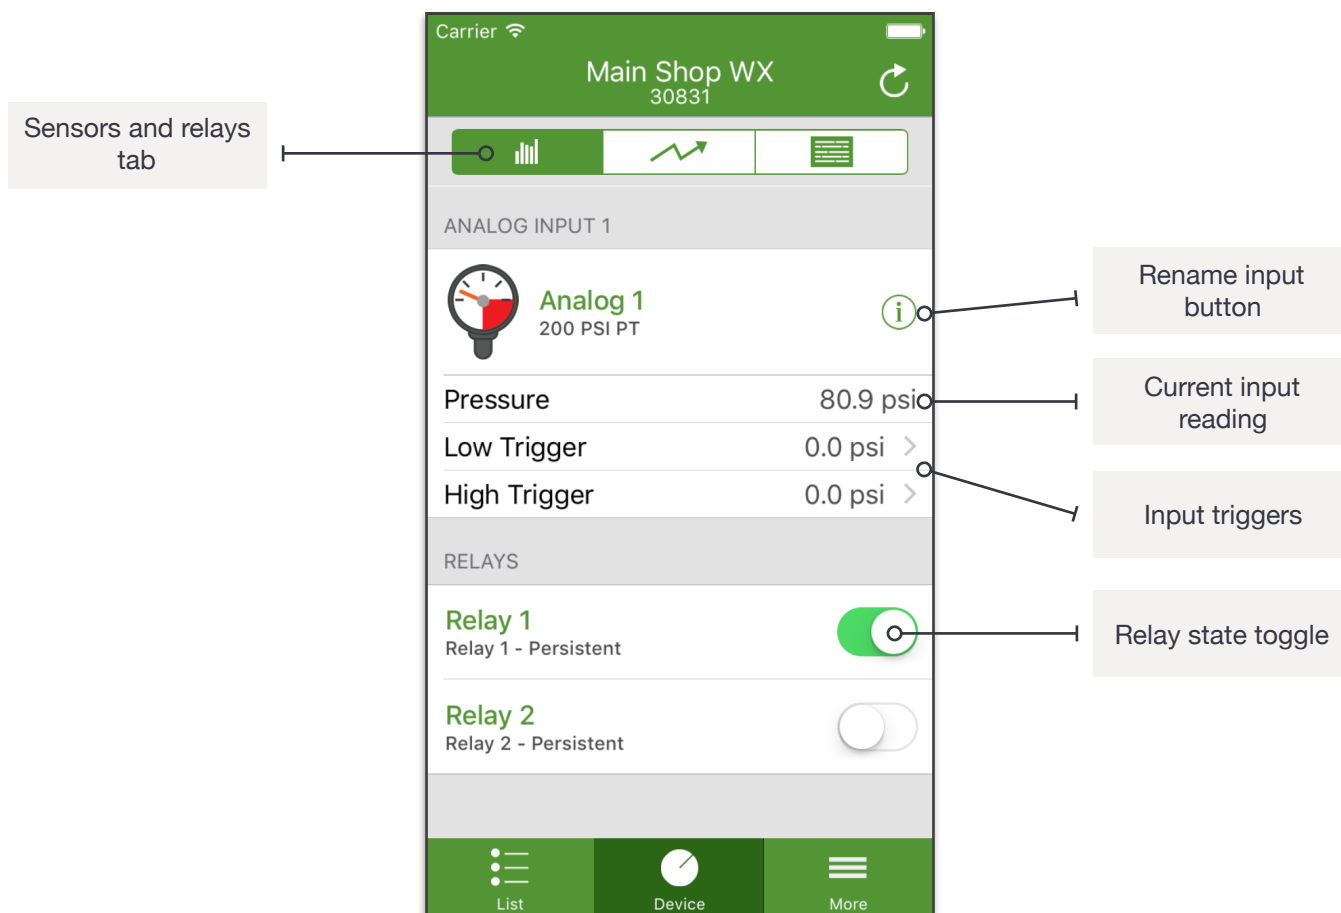 Carrier
Main Shop WX
30831
Sensors and relays
tab
ANALOG INPUT 1
Analog 1
200 PSI PT
i
Rename input
button
Pressure 80.9 psi
Current input
reading
Low Trigger 0.0 psi
High Trigger 0.0 psi
Input triggers
RELAYS
Relay 1
Relay 1 - Persistent
Relay state toggle
Relay 2
Relay 2 - Persistent
List Device More